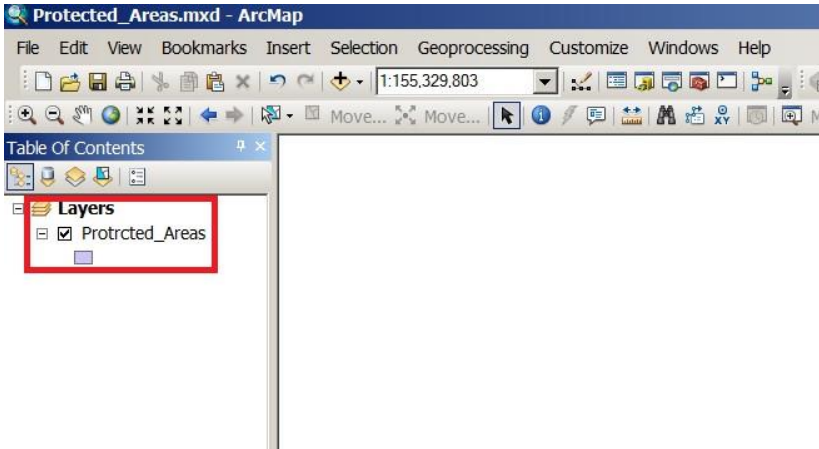 Protected_Areas.mxd - ArcMap
File Edit View Bookmarks Insert Selection Geoprocessing Customize Windows Help
1:155,329,803
Move... Move...
Table Of Contents
Layers
Protrcted_Areas